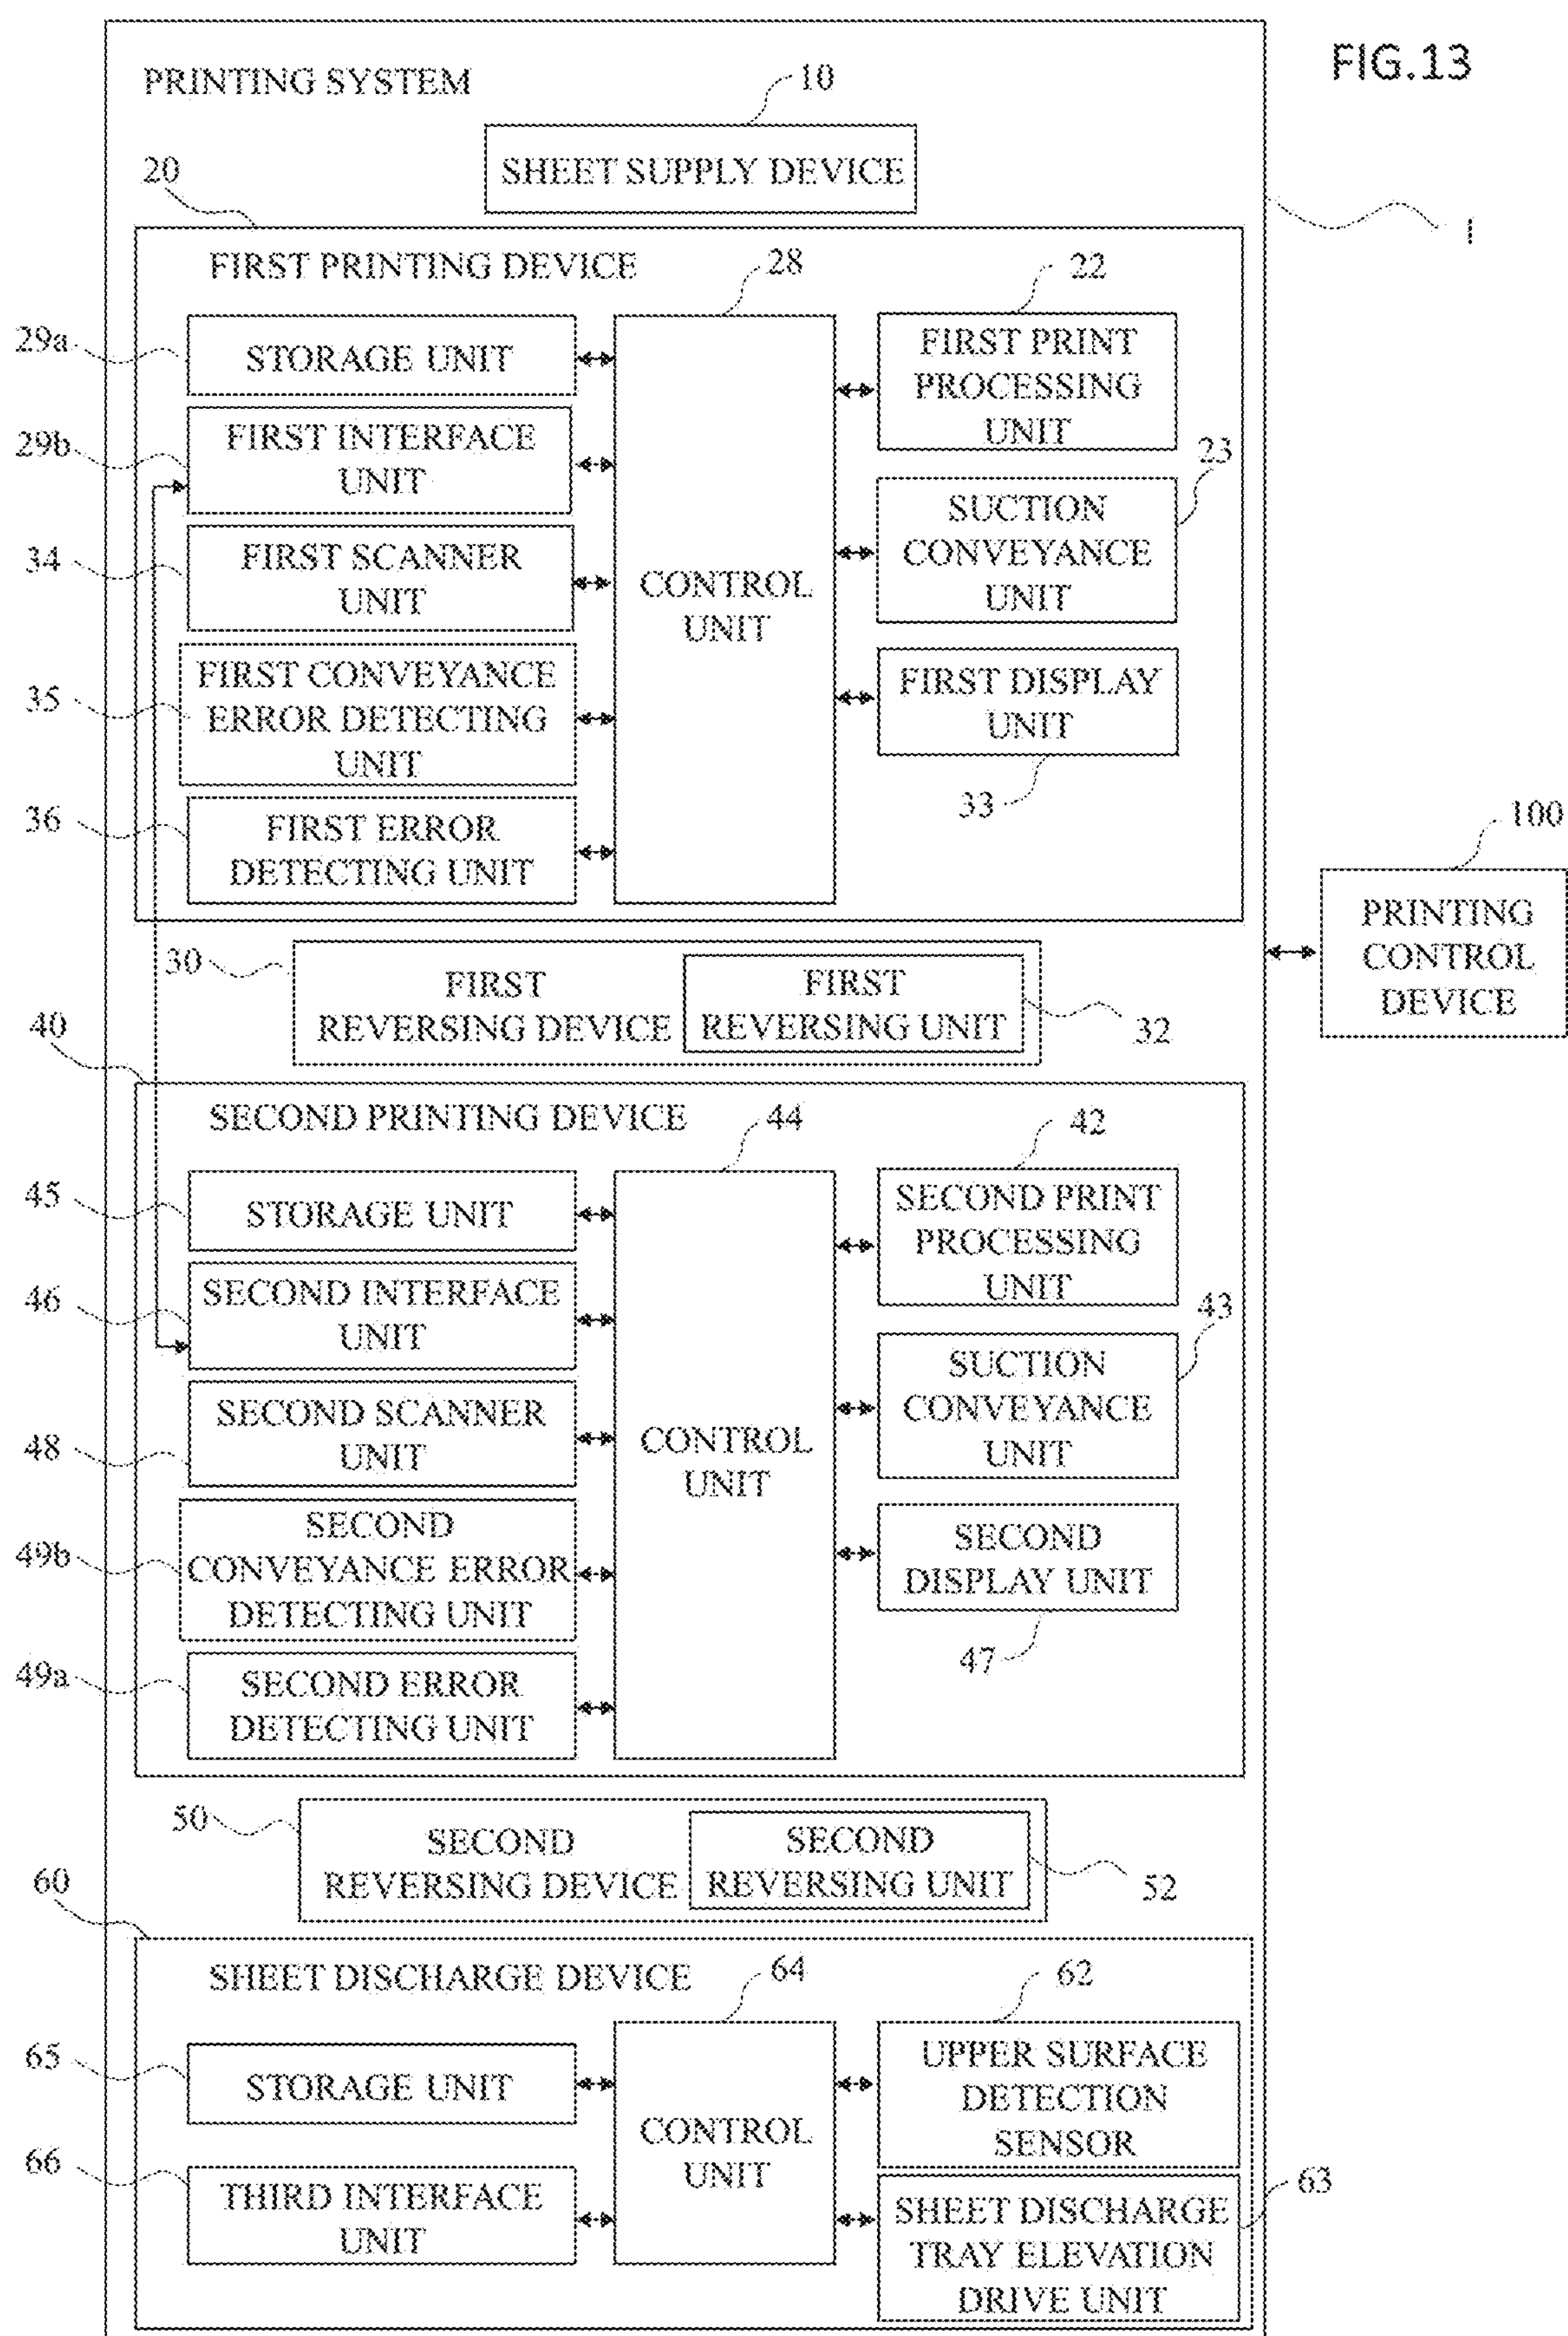 FIG.13
PRINTING SYSTEM
10
SHEET SUPPLY DEVICE
1
20
FIRST PRINTING DEVICE
28
22
29a
STORAGE UNIT
FIRST PRINT
PROCESSING
UNIT
29b
FIRST INTERFACE
UNIT
23
SUCTION
CONVEYANCE
UNIT
34
FIRST SCANNER
UNIT
CONTROL
UNIT
35
FIRST CONVEYANCE
ERROR DETECTING
UNIT
FIRST DISPLAY
UNIT
33
36
FIRST ERROR
DETECTING UNIT
100
PRINTING
CONTROL
DEVICE
30
FIRST
REVERSING DEVICE
FIRST
REVERSING UNIT
32
40
SECOND PRINTING DEVICE
44
42
45
STORAGE UNIT
SECOND PRINT
PROCESSING
UNIT
46
SECOND INTERFACE
UNIT
43
SUCTION
CONVEYANCE
UNIT
48
SECOND SCANNER
UNIT
CONTROL
UNIT
49b
SECOND
CONVEYANCE ERROR
DETECTING UNIT
SECOND
DISPLAY UNIT
47
49a
SECOND ERROR
DETECTING UNIT
50
SECOND
REVERSING DEVICE
SECOND
REVERSING UNIT
52
60
SHEET DISCHARGE DEVICE
64
62
65
STORAGE UNIT
CONTROL
UNIT
UPPER SURFACE
DETECTION
SENSOR
66
THIRD INTERFACE
UNIT
63
SHEET DISCHARGE
TRAY ELEVATION
DRIVE UNIT